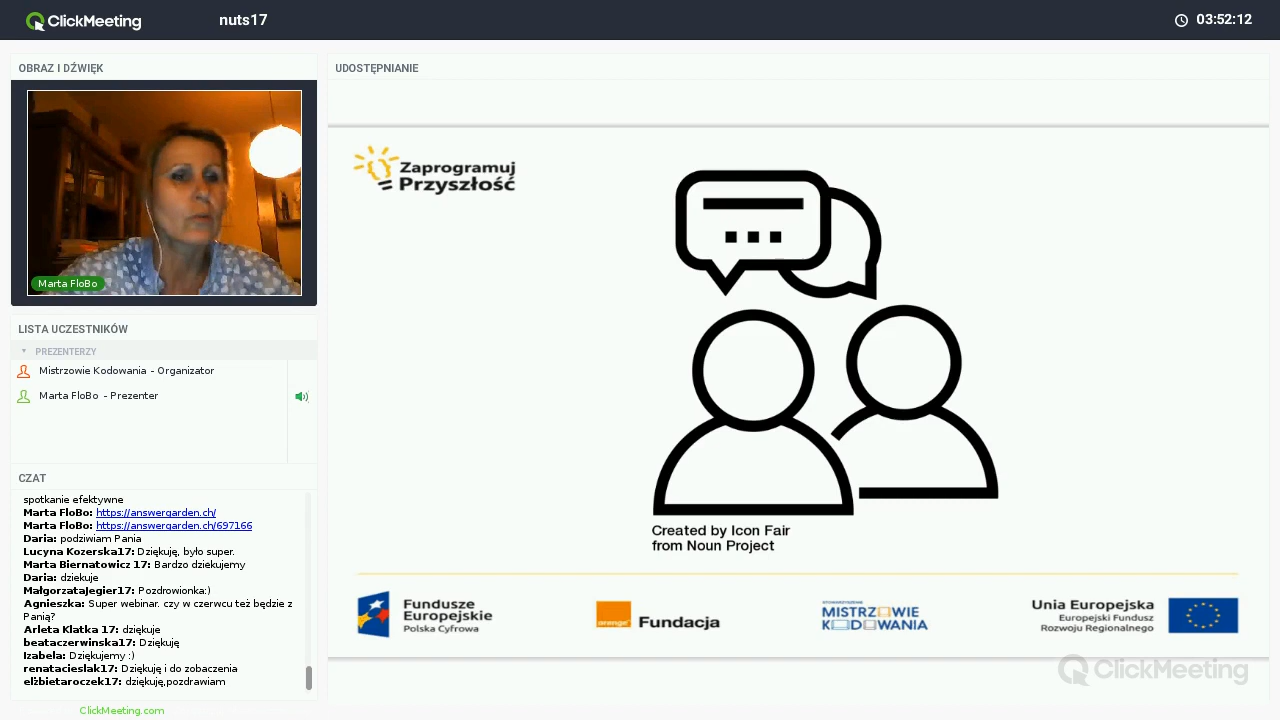 ClickMeeting
nuts17
03:52:12
OBRAZ I DŹWIĘK
UDOSTĘPNIANIE
Marta FloBo
LISTA UCZESTNIKÓW
PREZENTERZY
Mistrzowie Kodowania - Organizator
Marta FloBo - Prezenter
CZAT
spotkanie efektywne
Marta FloBo: https://answergarden.ch/
Marta FloBo: https://answergarden.ch/697166
Daria: podziwiam Pania
Lucyna Kozerska17: Dziękuję, było super.
Marta Biernatowicz 17: Bardzo dziekujemy
Daria: dziekuje
MałgorzataJegier17: Pozdrowionka:)
Agnieszka: Super webinar. czy w czerwcu też będzie z
Panią?
Arleta Klatka 17: dziękuje
beataczerwinska17: Dziękuję
Izabela: Dziękujemy :)
renatacieslak17: Dziękuję i do zobaczenia
elżbietaroczek17: dziękuję,pozdrawiam
ClickMeeting.com
Zaprogramuj
Przyszłość
Created by Icon Fair
from Noun Project
Fundusze
Europejskie
Polska Cyfrowa
orange
Fundacja
STOWARZYSZENIE
MISTRZOWIE
KODOWANIA
Unia Europejska
Europejski Fundusz
Rozwoju Regionalnego
ClickMeeting